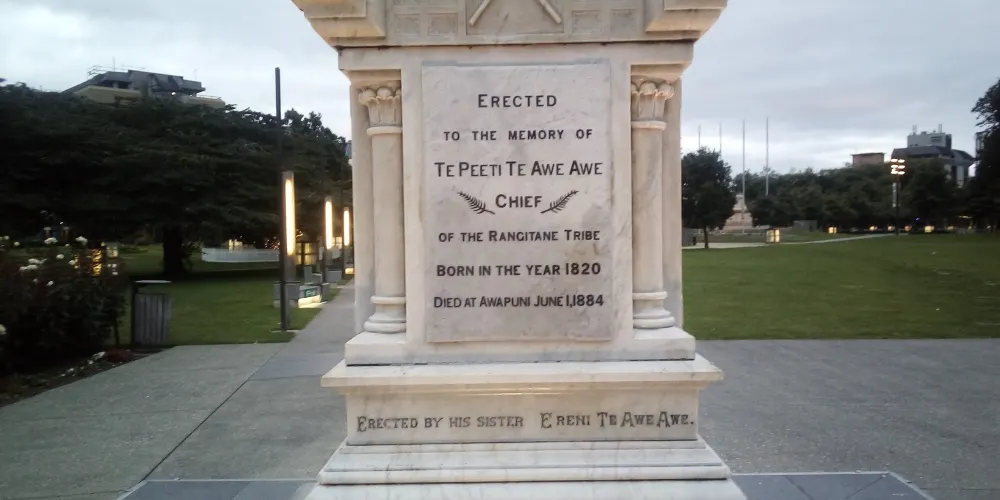 ERECTED
TO THE MEMORY OF
TE PEETI TE AWE AWE
CHIEF
OF THE RANGITANE TRIBE
BORN IN THE YEAR 1820
DIED AT AWAPUNI JUNE 1, 1884
ERECTED BY HIS SISTER ERENI TE AWE AWE.